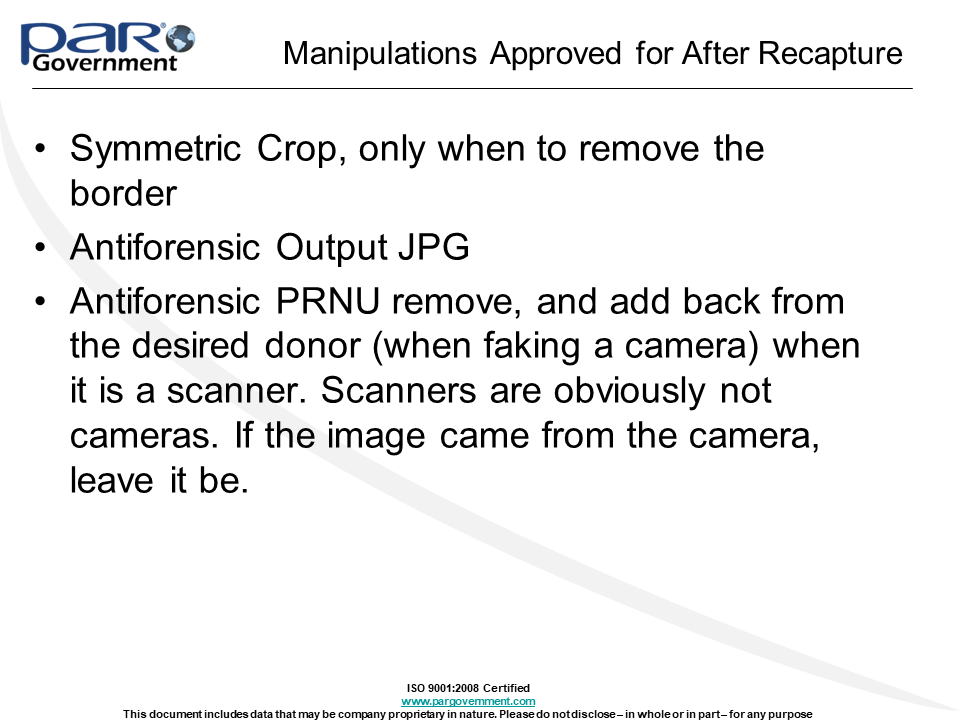 PAR®
Government
Manipulations Approved for After Recapture
• Symmetric Crop, only when to remove the
border
• Antiforensic Output JPG
• Antiforensic PRNU remove, and add back from
the desired donor (when faking a camera) when
it is a scanner. Scanners are obviously not
cameras. If the image came from the camera,
leave it be.
ISO 9001:2008 Certified
www.pargovernment.com
This document includes data that may be company proprietary in nature. Please do not disclose – in whole or in part – for any purpose